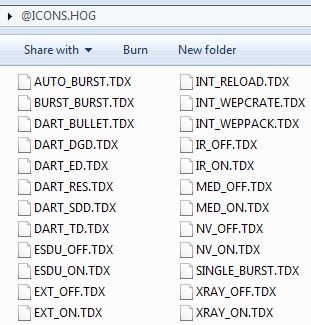 @ICONS.HOG
Share with Burn New folder
AUTO_BURST.TDX
BURST_BURST.TDX
DART_BULLET.TDX
DART_DGD.TDX
DART_ED.TDX
DART_RES.TDX
DART_SDD.TDX
DART_TD.TDX
ESDU_OFF.TDX
ESDU_ON.TDX
EXT_OFF.TDX
EXT_ON.TDX
INT_RELOAD.TDX
INT_WEPCRATE.TDX
INT_WEPPACK.TDX
IR_OFF.TDX
IR_ON.TDX
MED_OFF.TDX
MED_ON.TDX
NV_OFF.TDX
NV_ON.TDX
SINGLE_BURST.TDX
XRAY_OFF.TDX
XRAY_ON.TDX